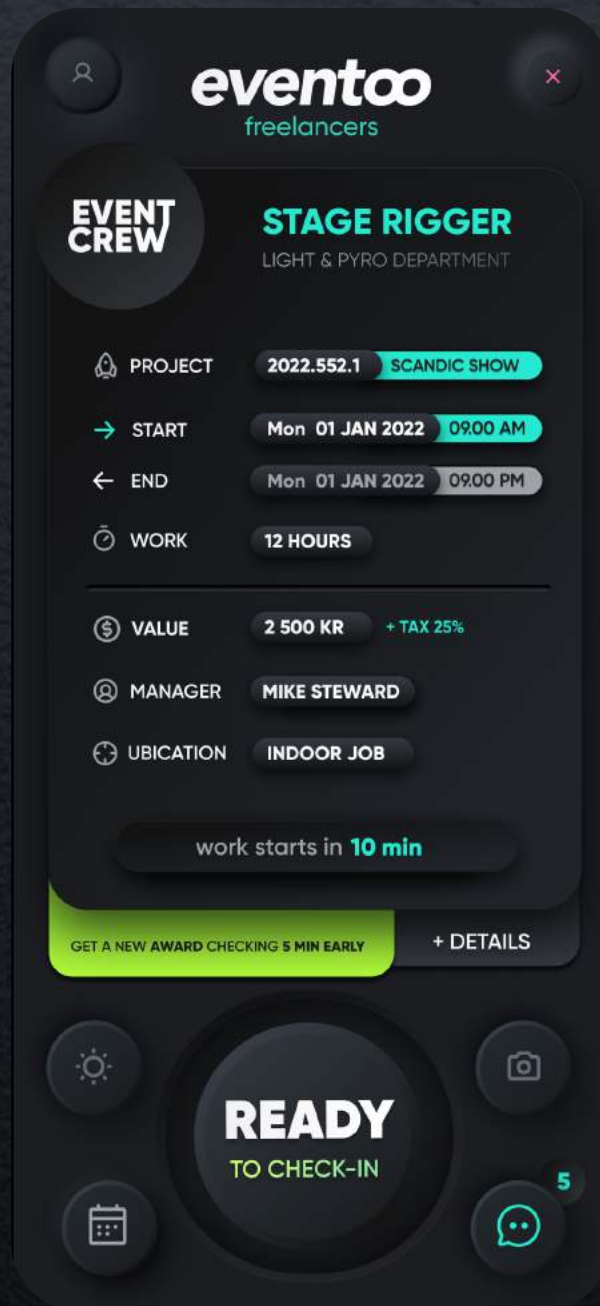 eventoo
freelancers
EVENT
CREW
STAGE RIGGER
LIGHT & PYRO DEPARTMENT
PROJECT 2022.552.1 SCANDIC SHOW
START Mon 01 JAN 2022 09.00 AM
END Mon 01 JAN 2022 09.00 PM
WORK 12 HOURS
VALUE 2 500 KR + TAX 25%
MANAGER MIKE STEWARD
UBICATION INDOOR JOB
work starts in 10 min
GET A NEW AWARD CHECKING 5 MIN EARLY + DETAILS
READY
TO CHECK-IN
5